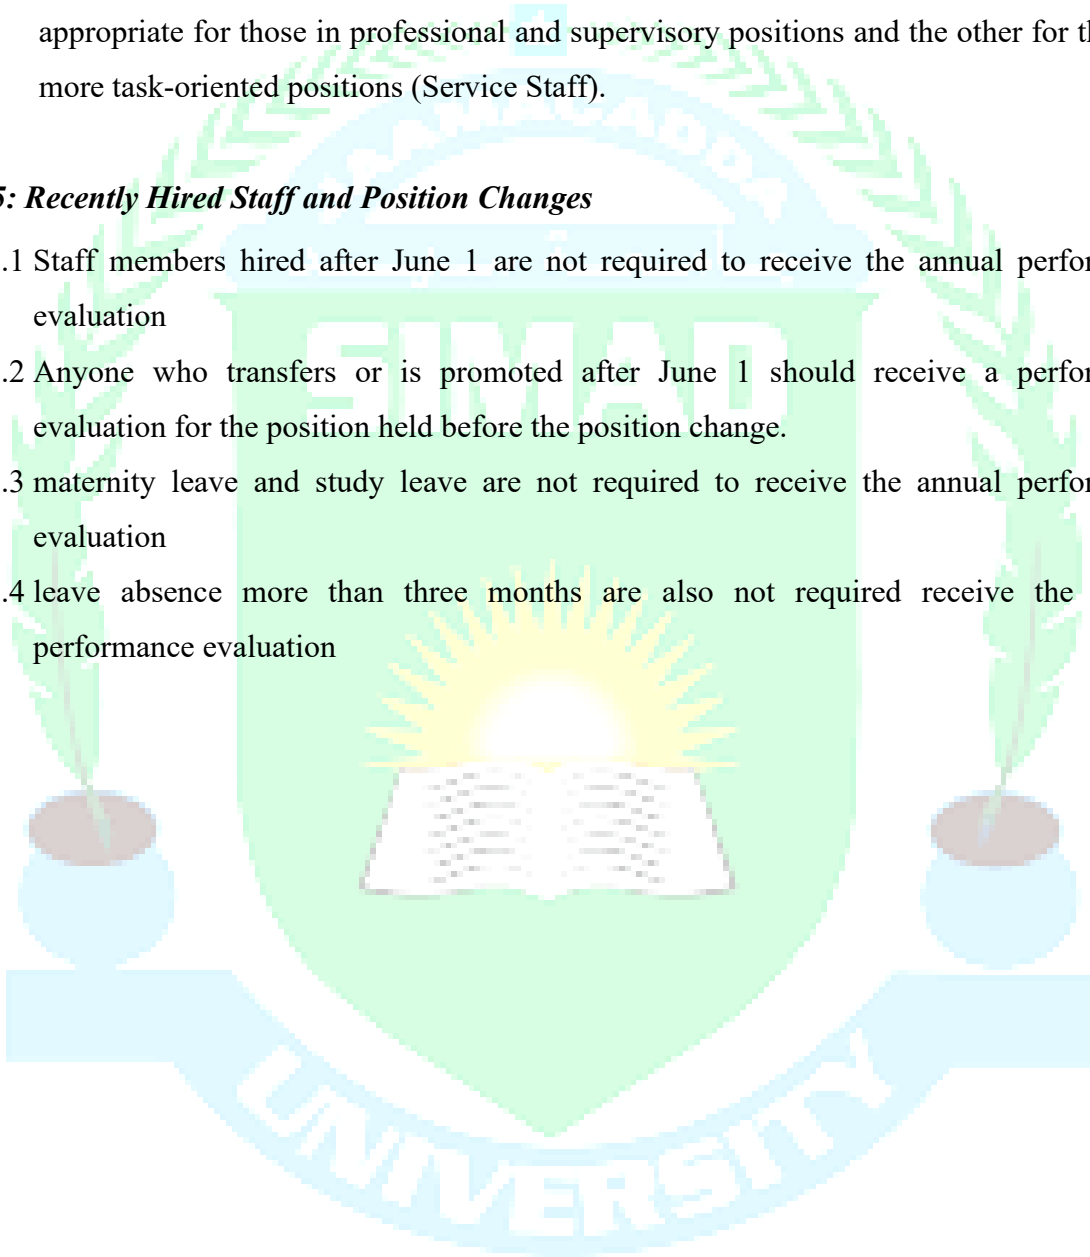 appropriate for those in professional and supervisory positions and the other for th
more task-oriented positions (Service Staff).
5: Recently Hired Staff and Position Changes
.1 Staff members hired after June 1 are not required to receive the annual perfor
evaluation
.2 Anyone who transfers or is promoted after June 1 should receive a perfor
evaluation for the position held before the position change.
.3 maternity leave and study leave are not required to receive the annual perfor
evaluation
.4 leave absence more than three months are also not required receive the
performance evaluation
JAAMACADDA
SIMAD
UNIVERSITY